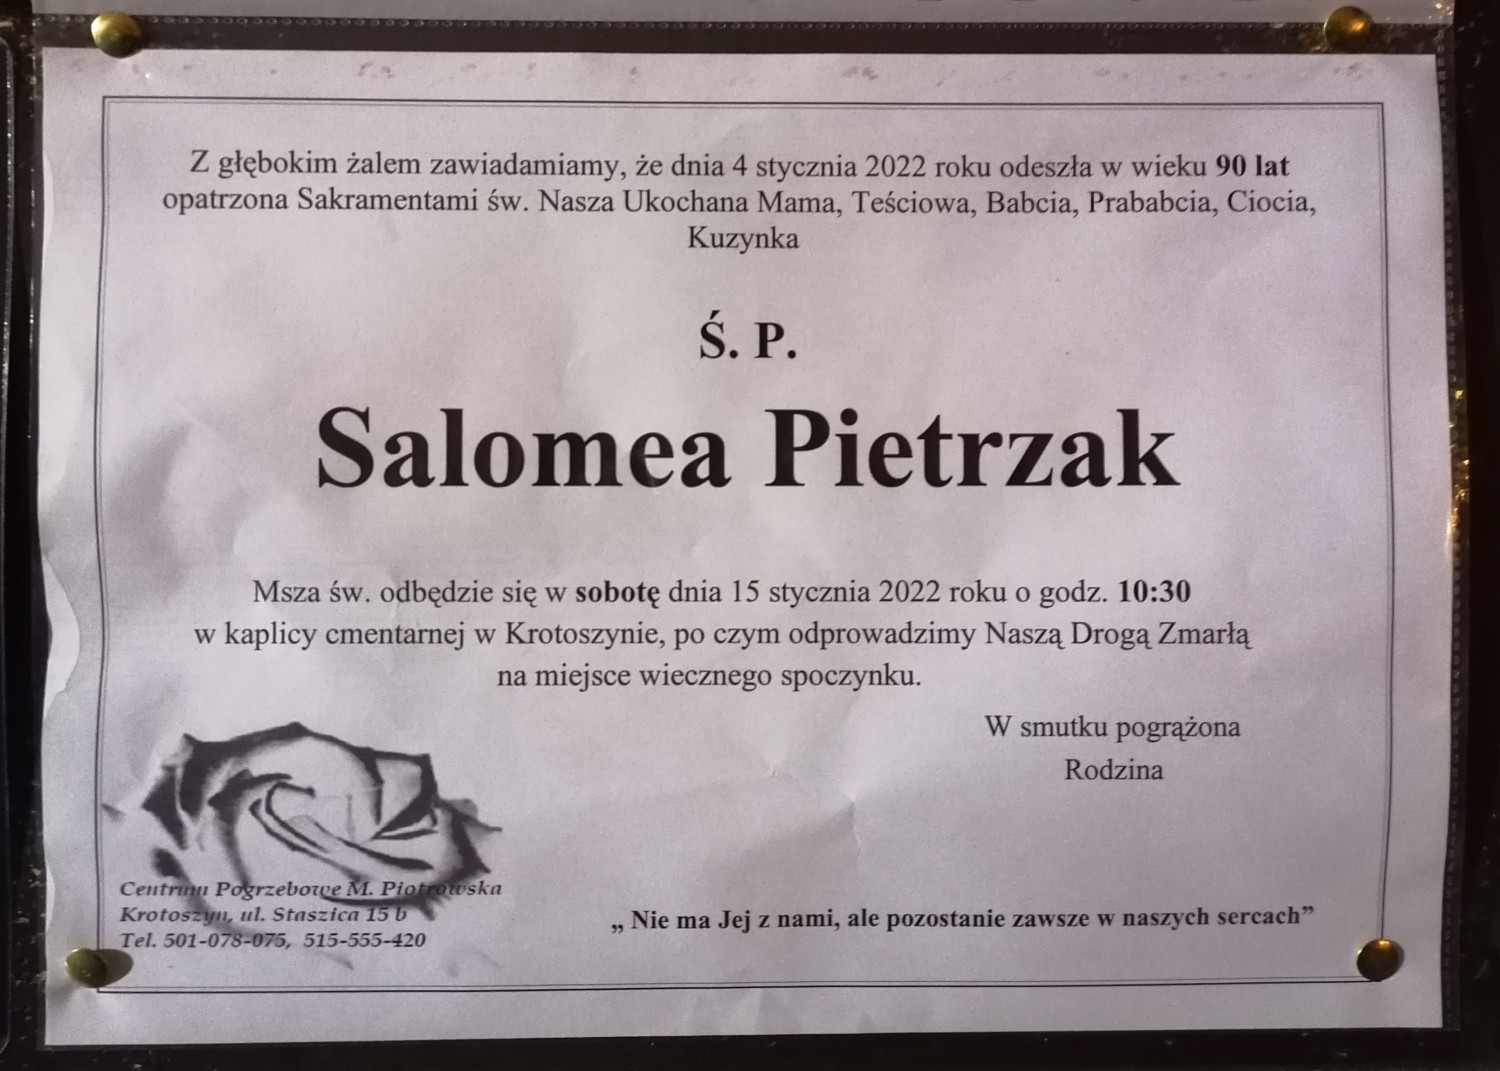 Z głębokim żalem zawiadamiamy, że dnia 4 stycznia 2022 roku odeszła w wieku 90 lat
opatrzona Sakramentami św. Nasza Ukochana Mama, Teściowa, Babcia, Prababcia, Ciocia,
Kuzynka
Ś. P.
Salomea Pietrzak
Msza św. odbędzie się w sobotę dnia 15 stycznia 2022 roku o godz. 10:30
w kaplicy cmentarnej w Krotoszynie, po czym odprowadzimy Naszą Drogą Zmarłą
na miejsce wiecznego spoczynku.
W smutku pogrążona
Rodzina
Centrum Pogrzebowe M. Piotrowska
Krotoszyn, ul. Staszica 15 b
Tel. 501-078-075, 515-555-420
„ Nie ma Jej z nami, ale pozostanie zawsze w naszych sercach”